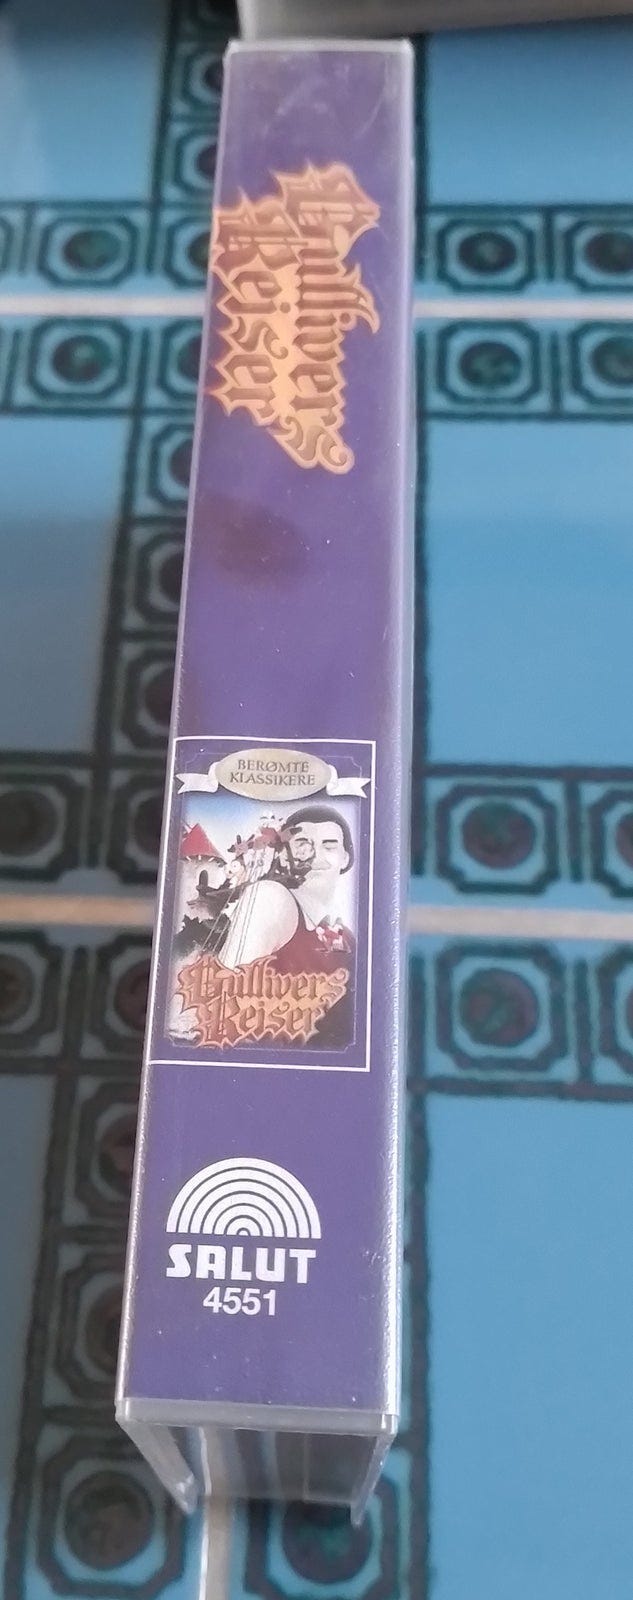 Gullivers
Reiser
BERØMTE
KLASSIKERE
Gullivers
Reiser
SALUT
4551